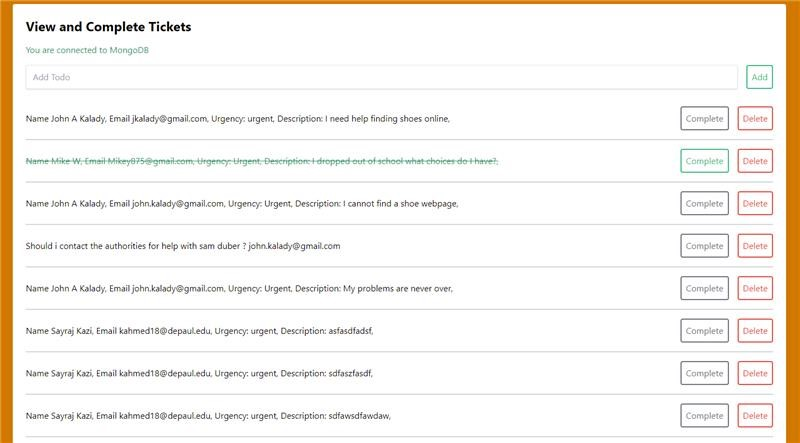 View and Complete Tickets
You are connected to MongoDB
Add Todo Add
Name John A Kalady, Email jkalady@gmail.com, Urgency: urgent, Description: I need help finding shoes online, Complete Delete
Name Mike W, Email Mikey875@gmail.com, Urgency: Urgent, Description: I dropped out of school what choices do I have?, Complete Delete
Name John A Kalady, Email john.kalady@gmail.com, Urgency: Urgent, Description: I cannot find a shoe webpage, Complete Delete
Should i contact the authorities for help with sam duber ? john.kalady@gmail.com Complete Delete
Name John A Kalady, Email john.kalady@gmail.com, Urgency: Urgent, Description: My problems are never over, Complete Delete
Name Sayraj Kazi, Email kahmed18@depaul.edu, Urgency: urgent, Description: asfasdfadsf, Complete Delete
Name Sayraj Kazi, Email kahmed18@depaul.edu, Urgency: urgent, Description: sdfaszfasdf, Complete Delete
Name Sayraj Kazi, Email kahmed18@depaul.edu, Urgency: urgent, Description: sdfawsdfawdaw, Complete Delete